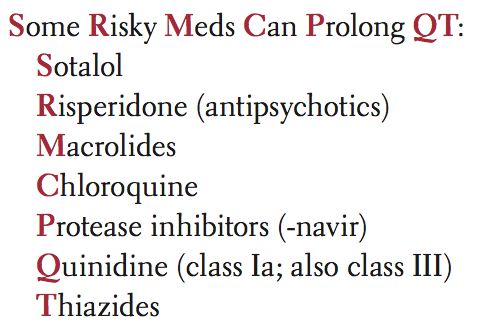 Some Risky Meds Can Prolong QT:
Sotalol
Risperidone (antipsychotics)
Macrolides
Chloroquine
Protease inhibitors (-navir)
Quinidine (class Ia; also class III)
Thiazides